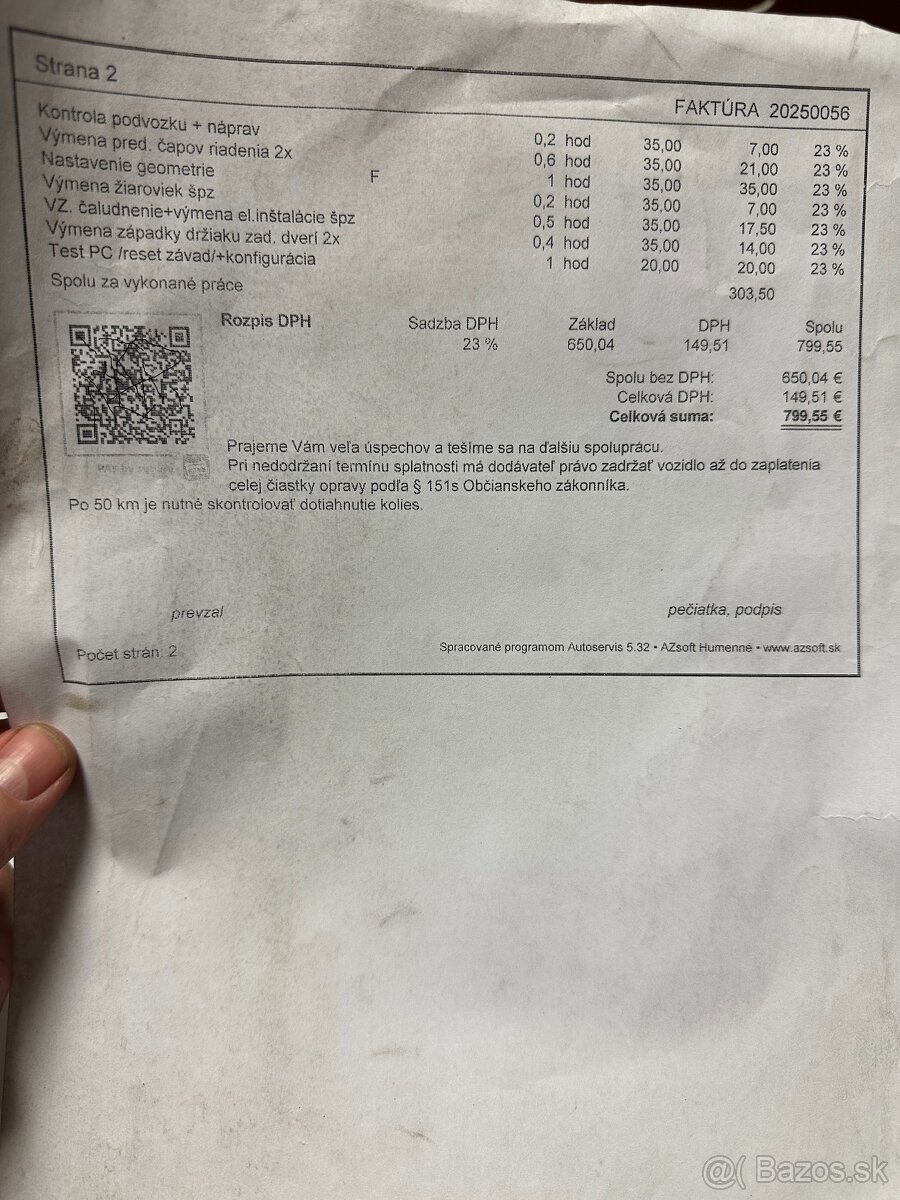 Strana 2
FAKTÚRA 20250056
Kontrola podvozku + náprav 0,2 hod 35,00 7,00 23 %
Výmena pred. čapov riadenia 2x 0,6 hod 35,00 21,00 23 %
Nastavenie geometrie F 1 hod 35,00 35,00 23 %
Výmena žiaroviek špz 0,2 hod 35,00 7,00 23 %
VZ. čaludnenie+výmena el.inštalácie špz 0,5 hod 35,00 17,50 23 %
Výmena západky držiaku zad. dverí 2x 0,4 hod 35,00 14,00 23 %
Test PC /reset závad/+konfigurácia 1 hod 20,00 20,00 23 %
Spolu za vykonané práce 303,50
Rozpis DPH Sadzba DPH Základ DPH Spolu
23 % 650,04 149,51 799,55
Spolu bez DPH: 650,04 €
Celková DPH: 149,51 €
Celková suma: 799,55 €
PAY by square
Prajeme Vám veľa úspechov a tešíme sa na ďalšiu spoluprácu.
Pri nedodržaní termínu splatnosti má dodávateľ právo zadržať vozidlo až do zaplatenia
celej čiastky opravy podľa § 151s Občianskeho zákonníka.
Po 50 km je nutné skontrolovať dotiahnutie kolies.
prevzal pečiatka, podpis
Počet strán: 2 Spracované programom Autoservis 5.32 • AZsoft Humenné • www.azsoft.sk
@( Bazos.sk